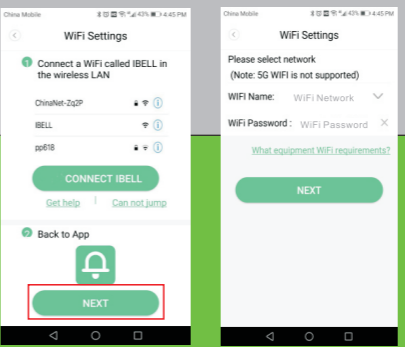 China Mobile 43% 4:45 PM
WiFi Settings
1 Connect a WiFi called IBELL in
the wireless LAN
ChinaNet-Zq2P
IBELL
pp618
CONNECT IBELL
Get help | Can not jump
2 Back to App
NEXT
China Mobile 43% 4:45 PM
WiFi Settings
Please select network
(Note: 5G WIFI is not supported)
WIFI Name: WiFi Network
WiFi Password : WiFi Password
What equipment WiFi requirements?
NEXT